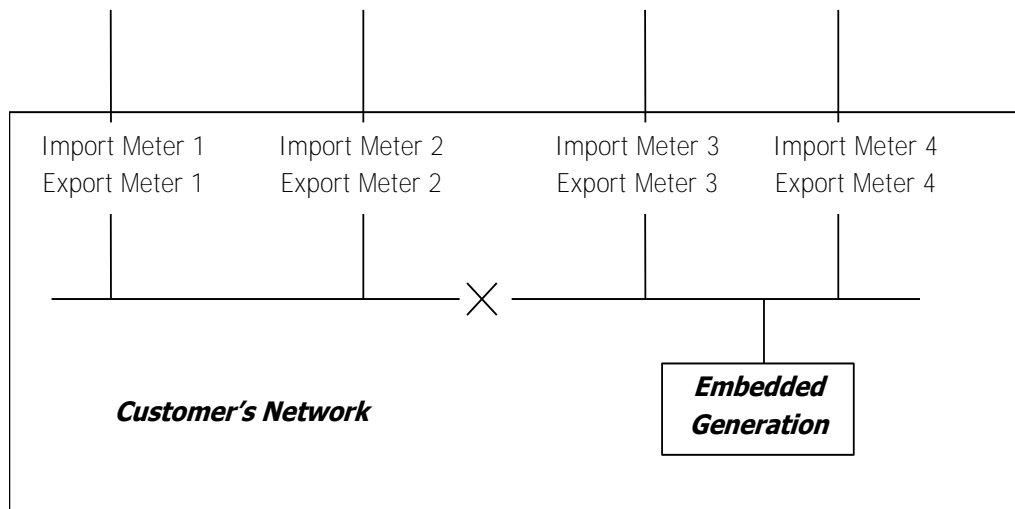 Import Meter 1
Export Meter 1
Import Meter 2
Export Meter 2
Import Meter 3
Export Meter 3
Import Meter 4
Export Meter 4
Customer's Network
Embedded
Generation